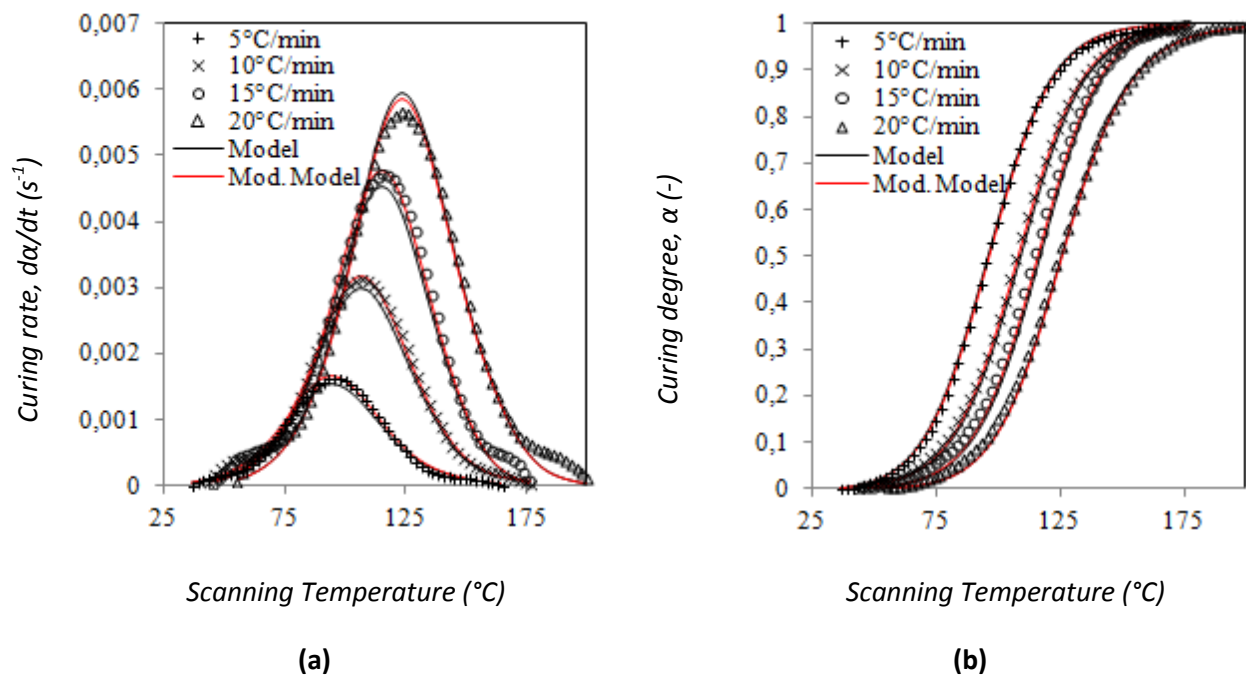 0,007
0,006
0,005
0,004
0,003
0,002
0,001
0
5°C/min
10°C/min
15°C/min
20°C/min
Model
Mod. Model
25 75 125 175
Curing rate, dα/dt (s⁻¹)
Scanning Temperature (°C)
(a)
1
0,9
0,8
0,7
0,6
0,5
0,4
0,3
0,2
0,1
0
5°C/min
10°C/min
15°C/min
20°C/min
Model
Mod. Model
25 75 125 175
Curing degree, α (-)
Scanning Temperature (°C)
(b)